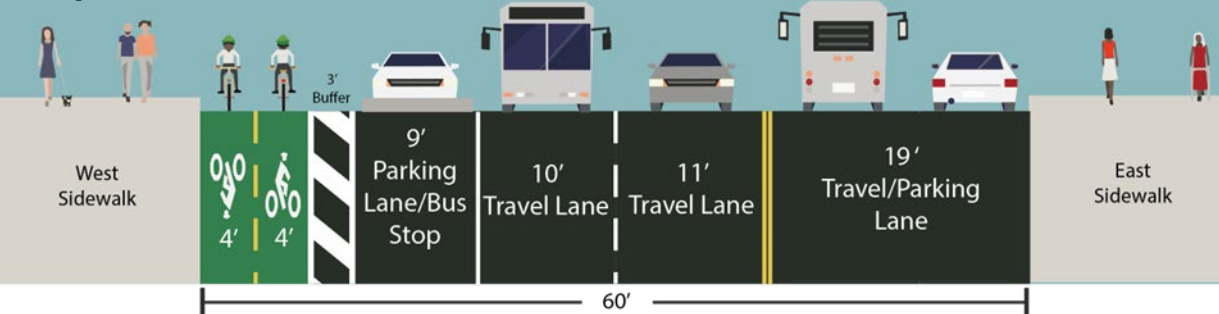 3'
Buffer
West
Sidewalk
4'
4'
9'
Parking
Lane/Bus
Stop
10'
Travel Lane
11'
Travel Lane
19'
Travel/Parking
Lane
East
Sidewalk
60'